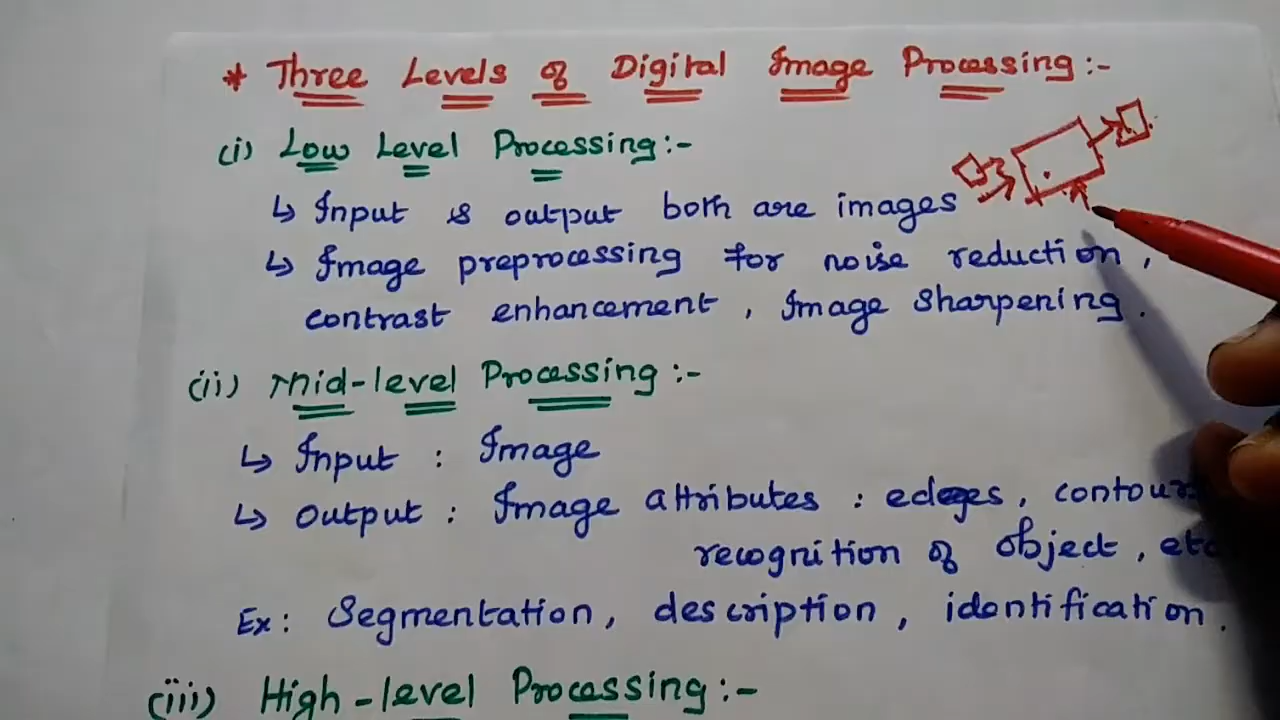 * Three Levels of Digital Image Processing:-
(i) Low Level Processing:-
↳ Input is output both are images
↳ Image preprocessing for noise reduction,
contrast enhancement, Image sharpening.
(ii) Mid-level Processing:-
↳ Input : Image
↳ Output : Image attributes : edges, contours
recognition of object, etc
Ex: Segmentation, description, identification.
(iii) High-level Processing:-